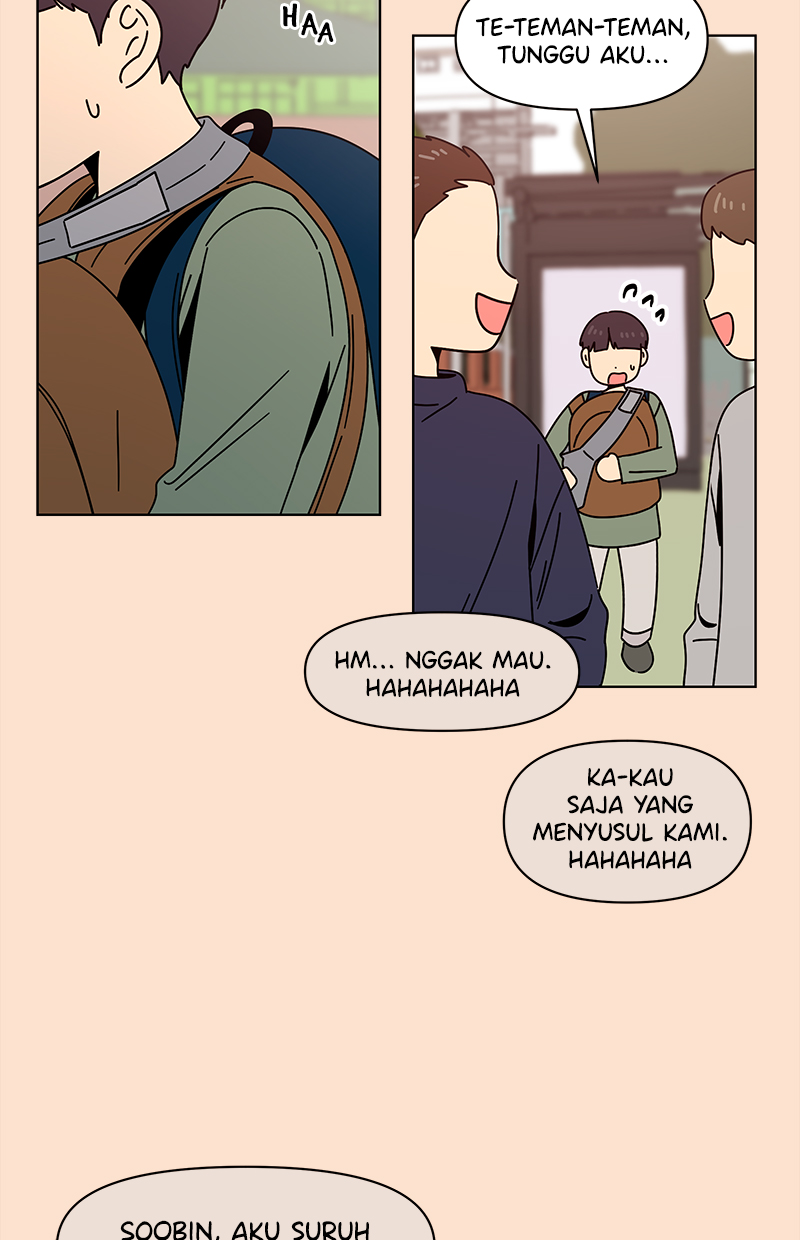 HAA
TE-TEMAN-TEMAN,
TUNGGU AKU...
HM... NGGAK MAU.
HAHAHAHAHA
KA-KAU
SAJA YANG
MENYUSUL KAMI.
HAHAHAHA
SOOBIN, AKU SURUH